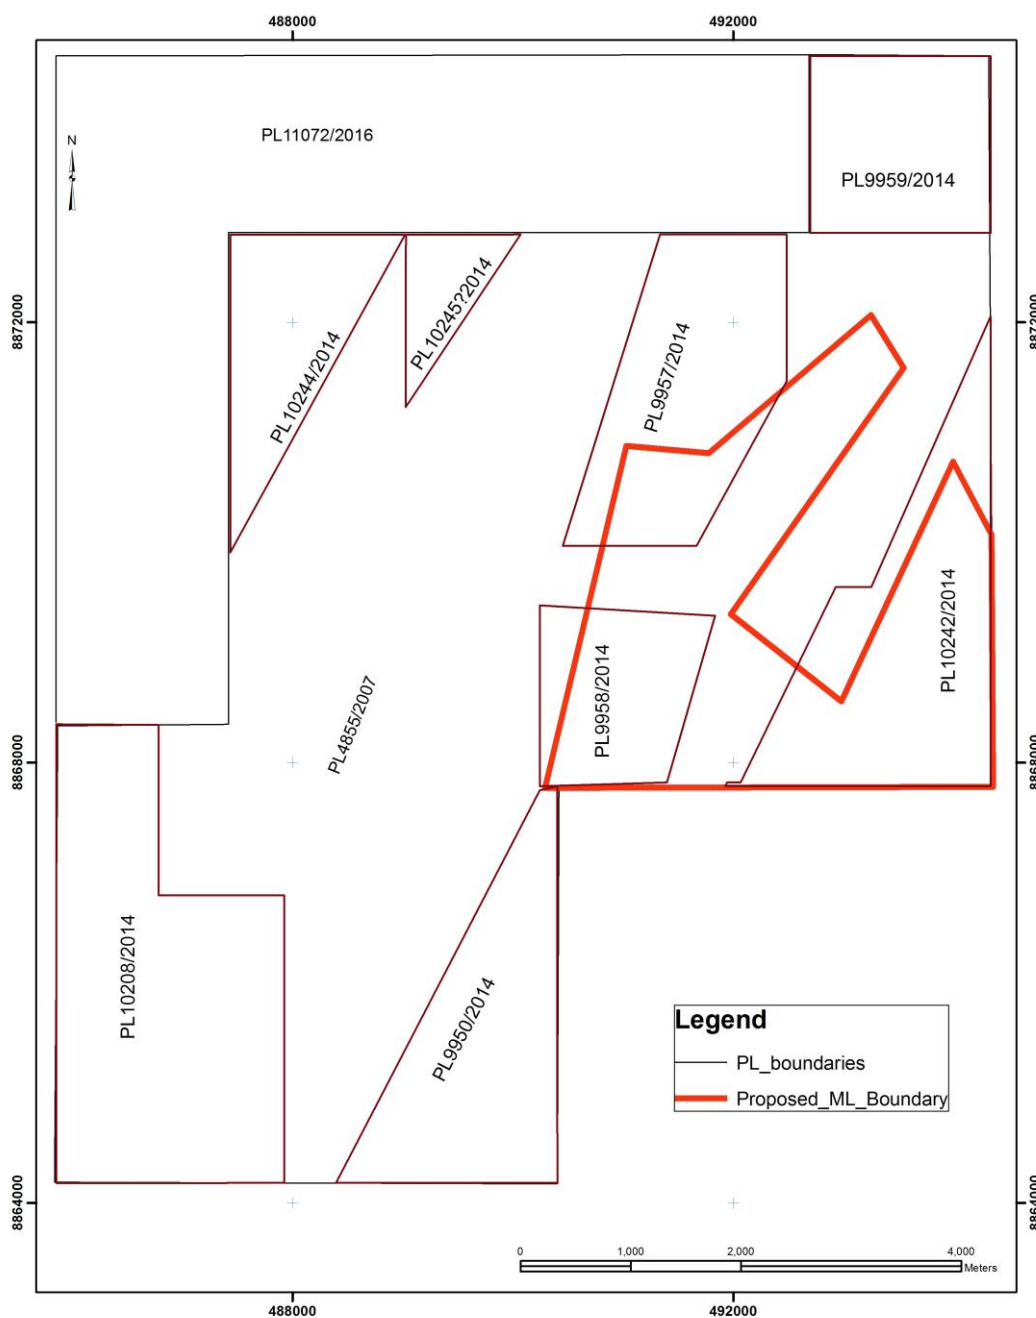 488000
492000
PL11072/2016
N
PL9959/2014
8872000
8872000
PL10245?2014
PL10244/2014
PL9957/2014
PL10242/2014
PL9958/2014
PL4855/2007
8868000
8868000
PL10208/2014
PL9950/2014
Legend
PL_boundaries
Proposed_ML_Boundary
8864000
8864000
0 1,000 2,000 4,000
Meters
488000
492000